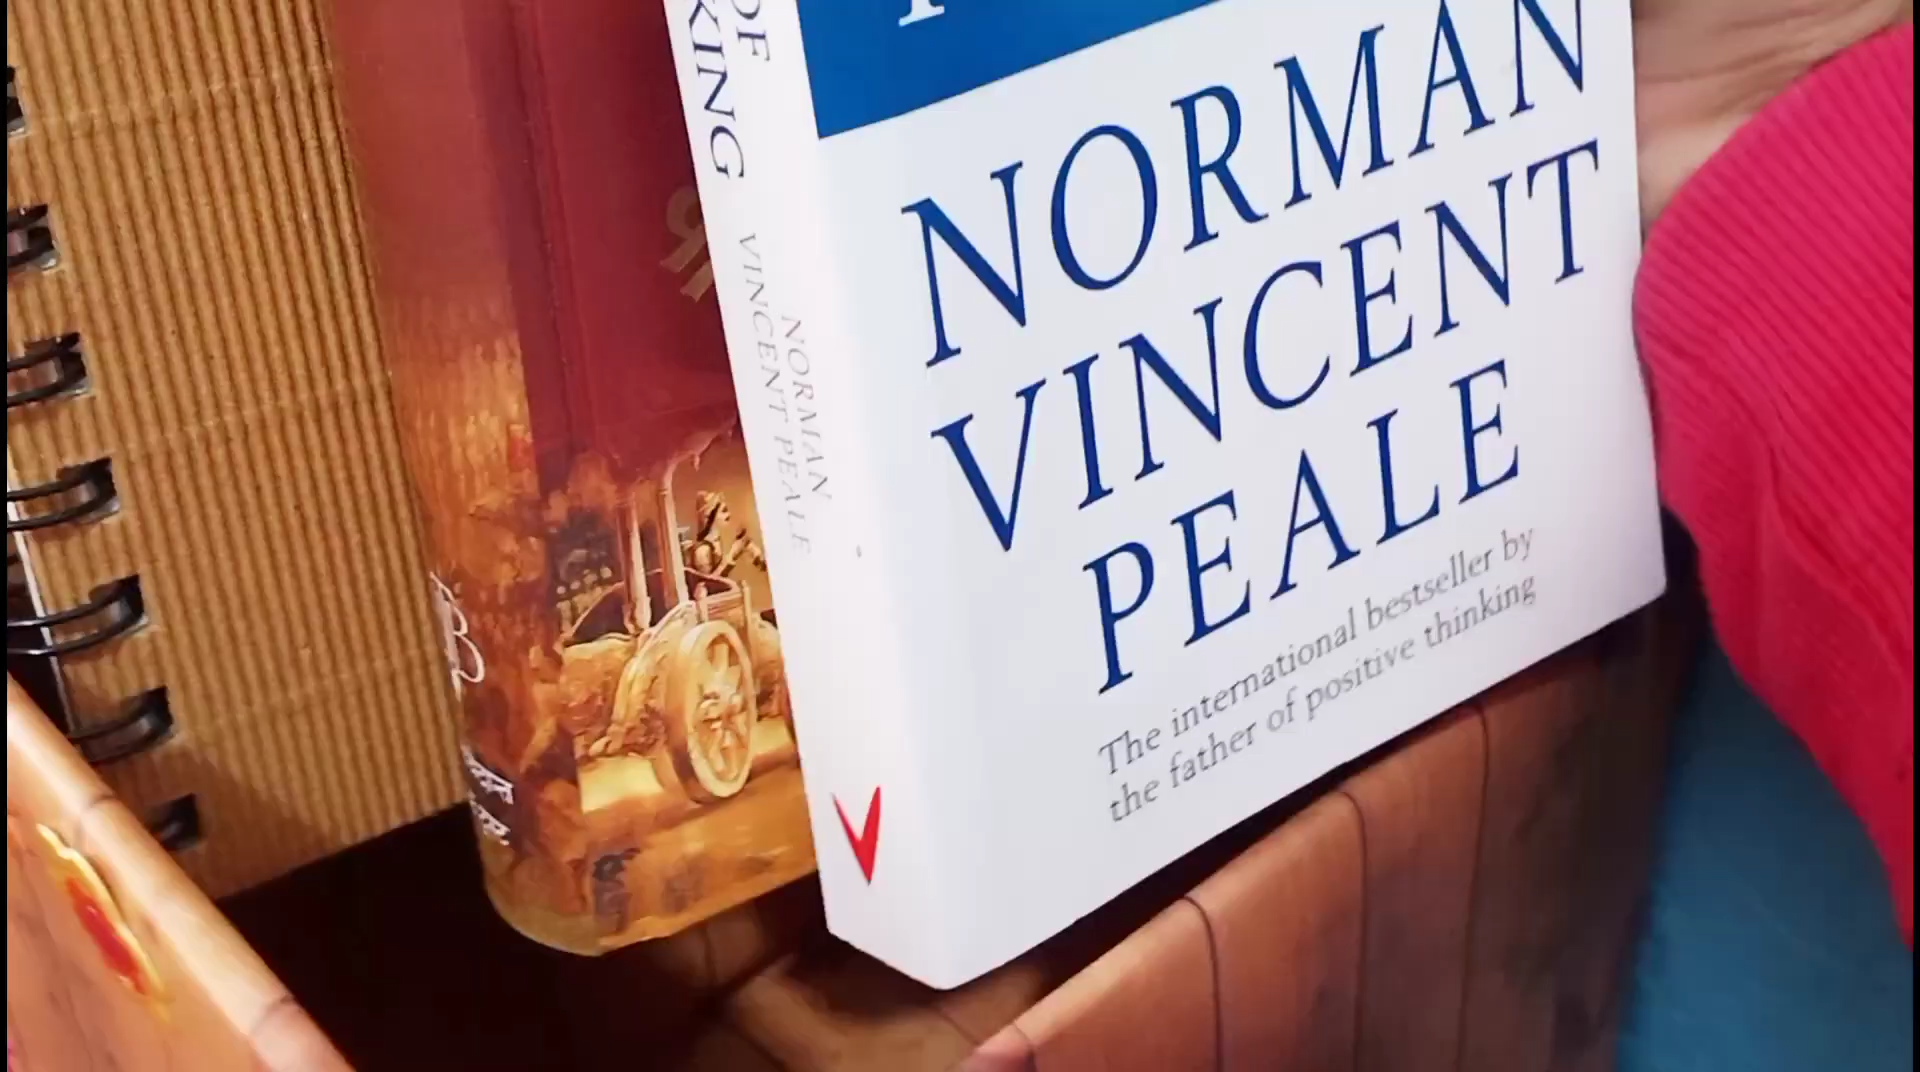 OF
KING
NORMAN
VINCENT PEALE
NORMAN
VINCENT
PEALE
The international bestseller by
the father of positive thinking